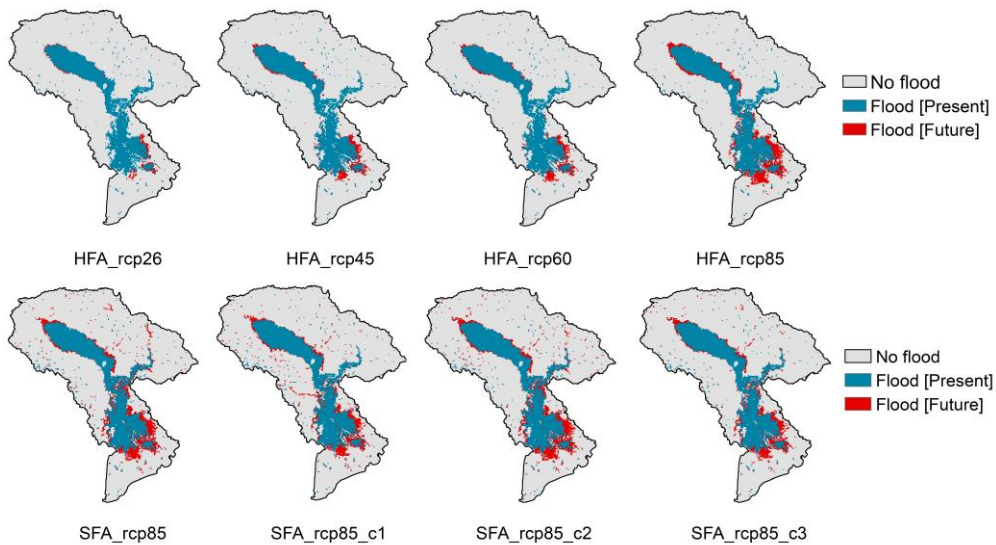 No flood
Flood [Present]
Flood [Future]
HFA_rcp26
HFA_rcp45
HFA_rcp60
HFA_rcp85
No flood
Flood [Present]
Flood [Future]
SFA_rcp85
SFA_rcp85_c1
SFA_rcp85_c2
SFA_rcp85_c3